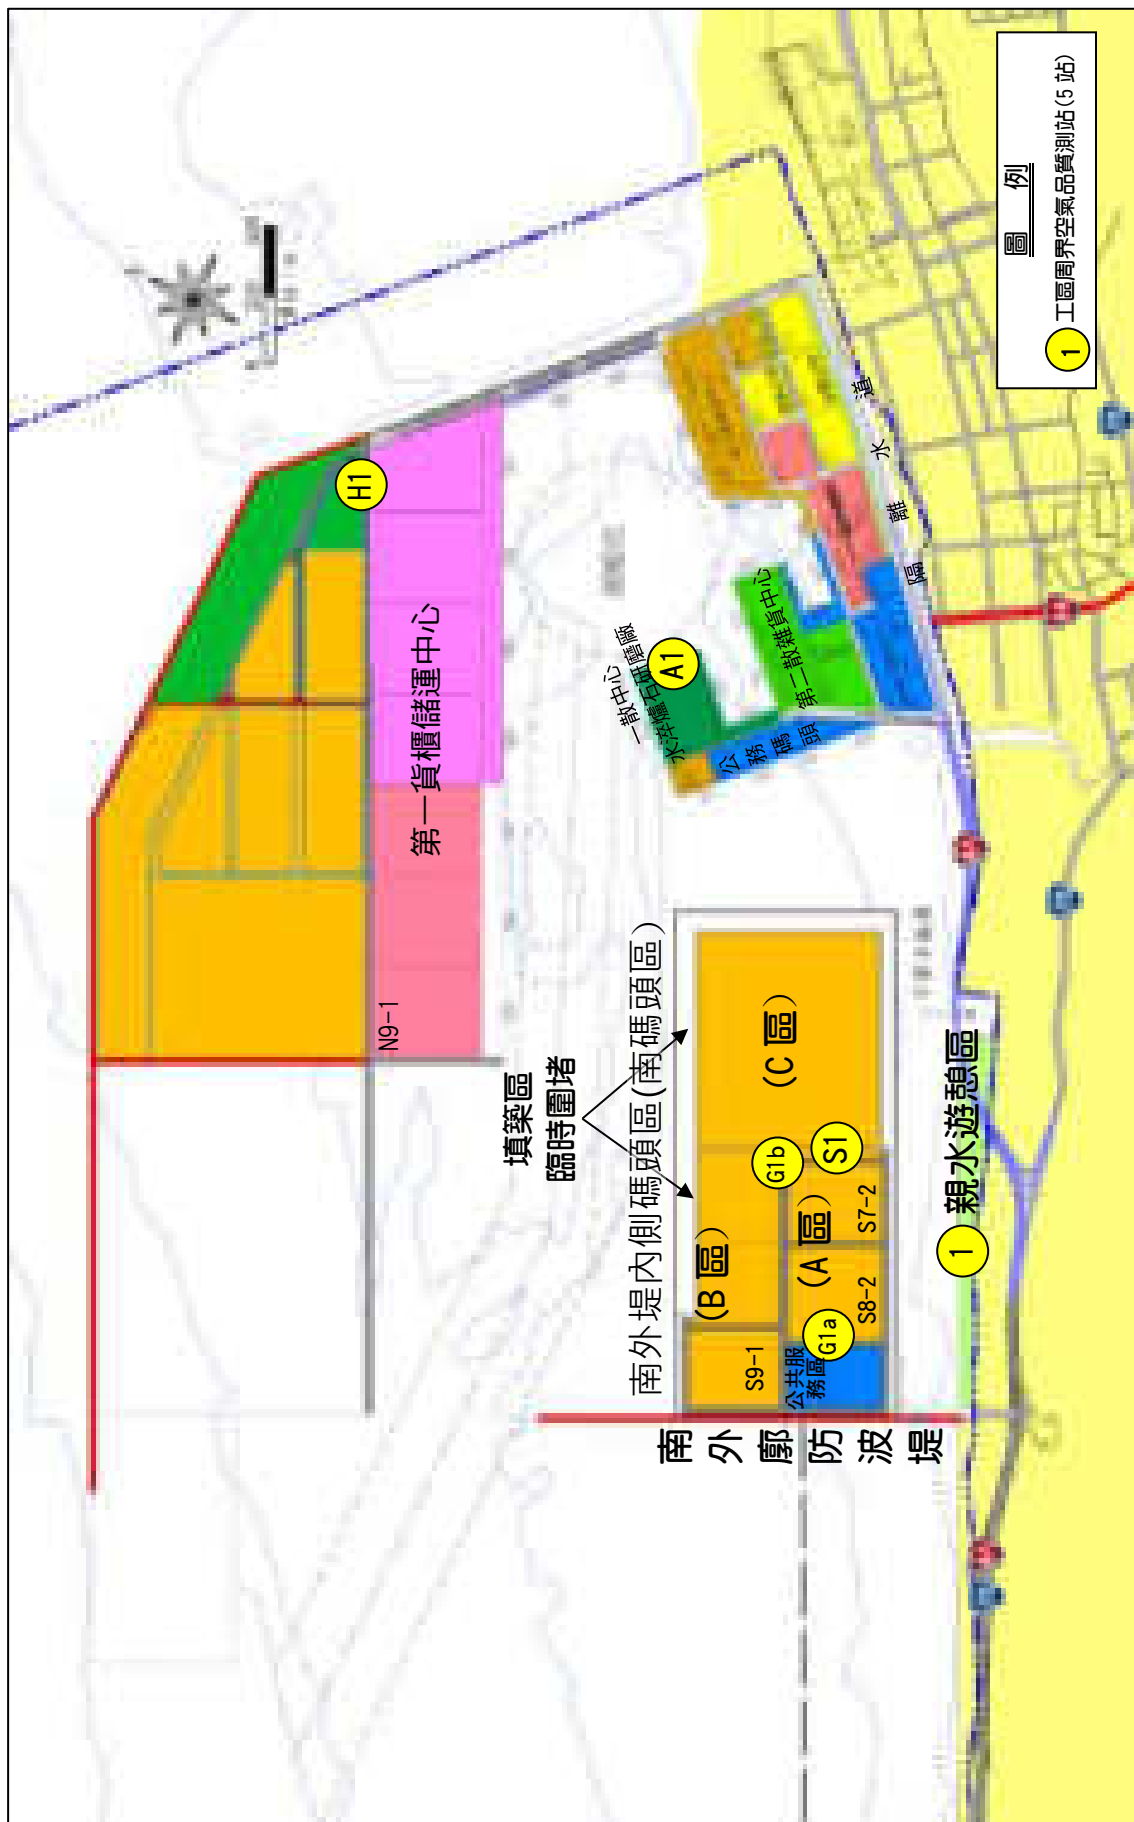 圖 例
1 工區周界空氣品質測站(5 站)
H1
第一貨櫃儲運中心
N9-1
一散中心
水淬爐石研磨廠
A1
第二散雜貨中心
公務碼頭
隔離水道
填築區
臨時圍堵
南外堤內側碼頭區(南碼頭區)
(B 區)
(C 區)
(A 區)
G1b
S1
S7-2
S8-2
G1a
S9-1
公共服
務區
1
親水遊憩區
南外廓防波堤